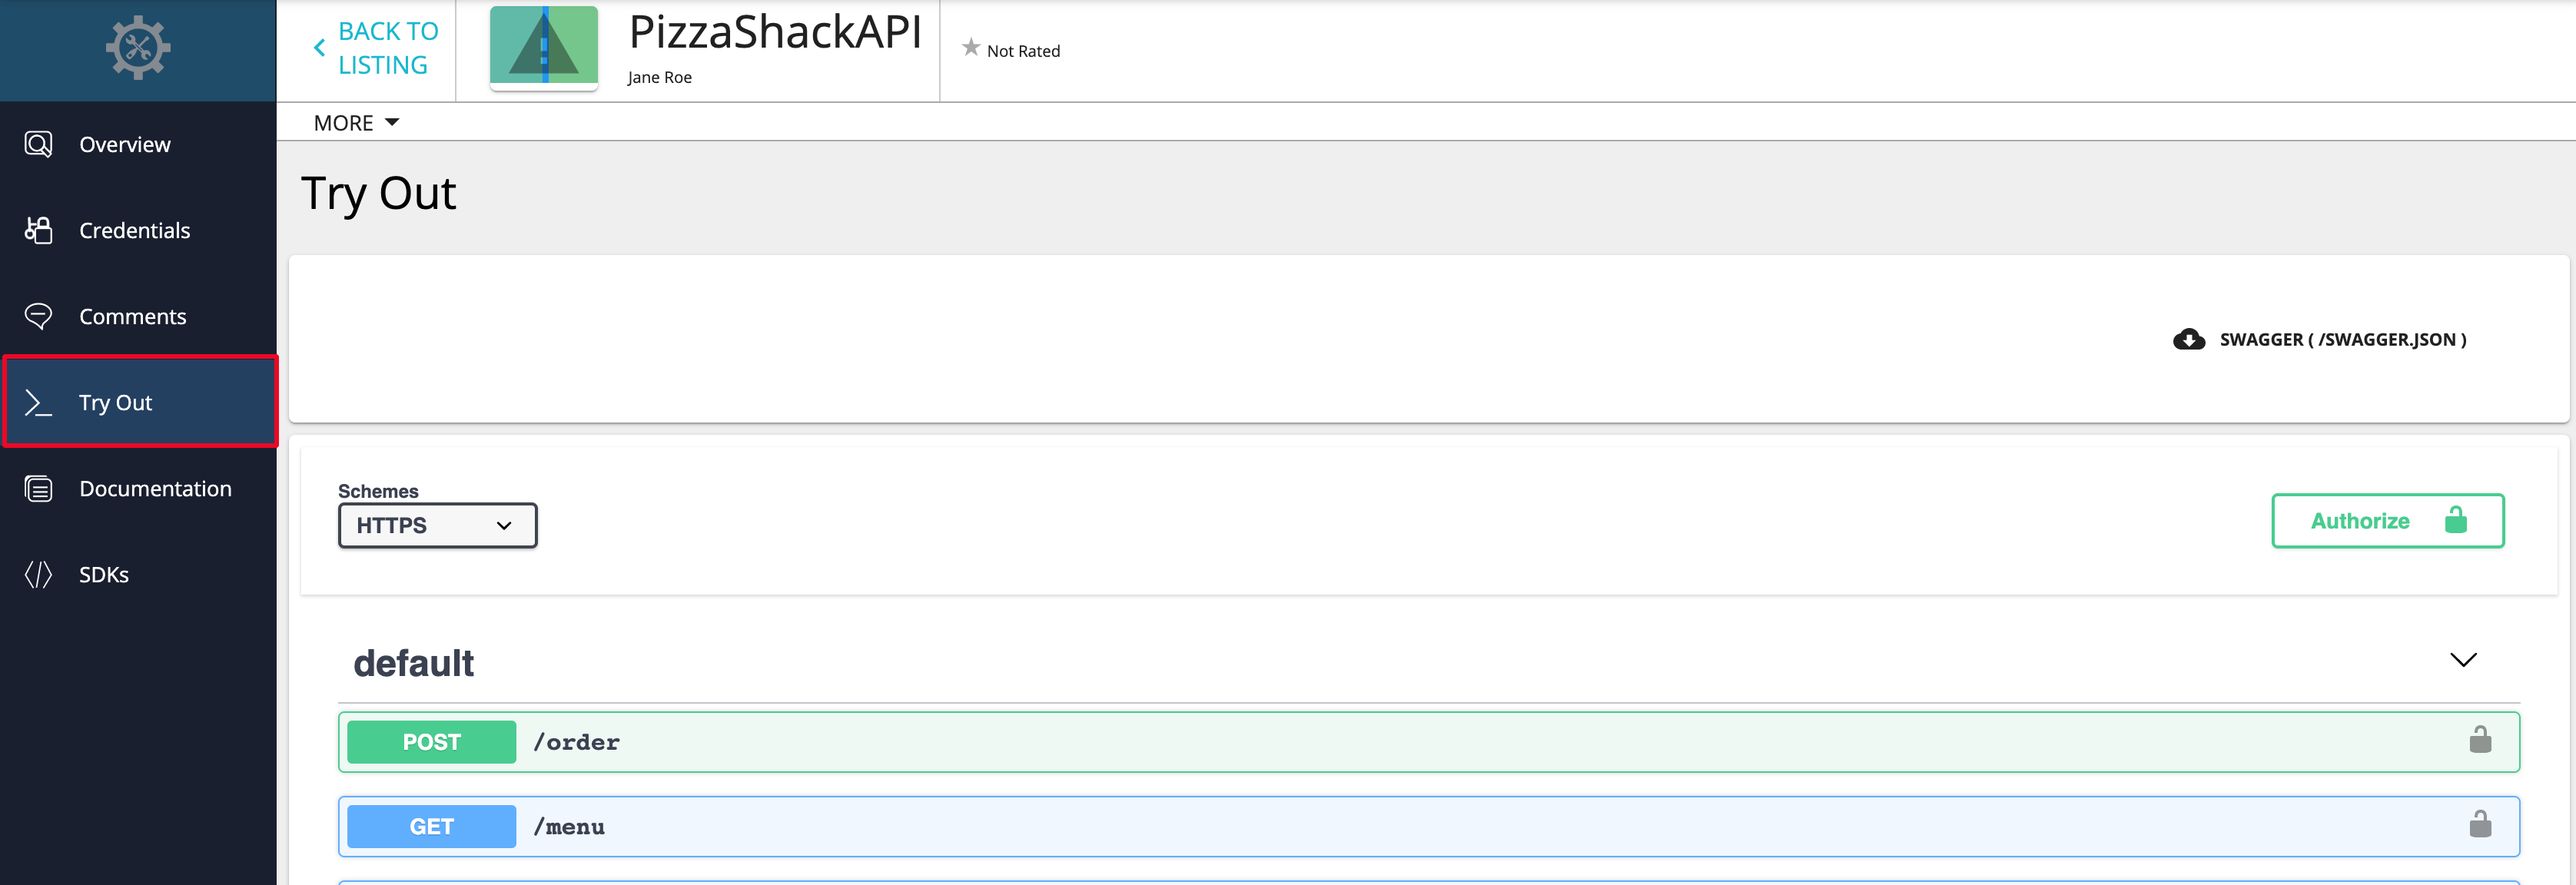 BACK TO
LISTING
PizzaShackAPI
Jane Roe
Not Rated
MORE
Overview
Credentials
Comments
Try Out
Documentation
SDKs
Try Out
SWAGGER ( /SWAGGER.JSON )
Schemes
HTTPS
Authorize
default
POST /order
GET /menu